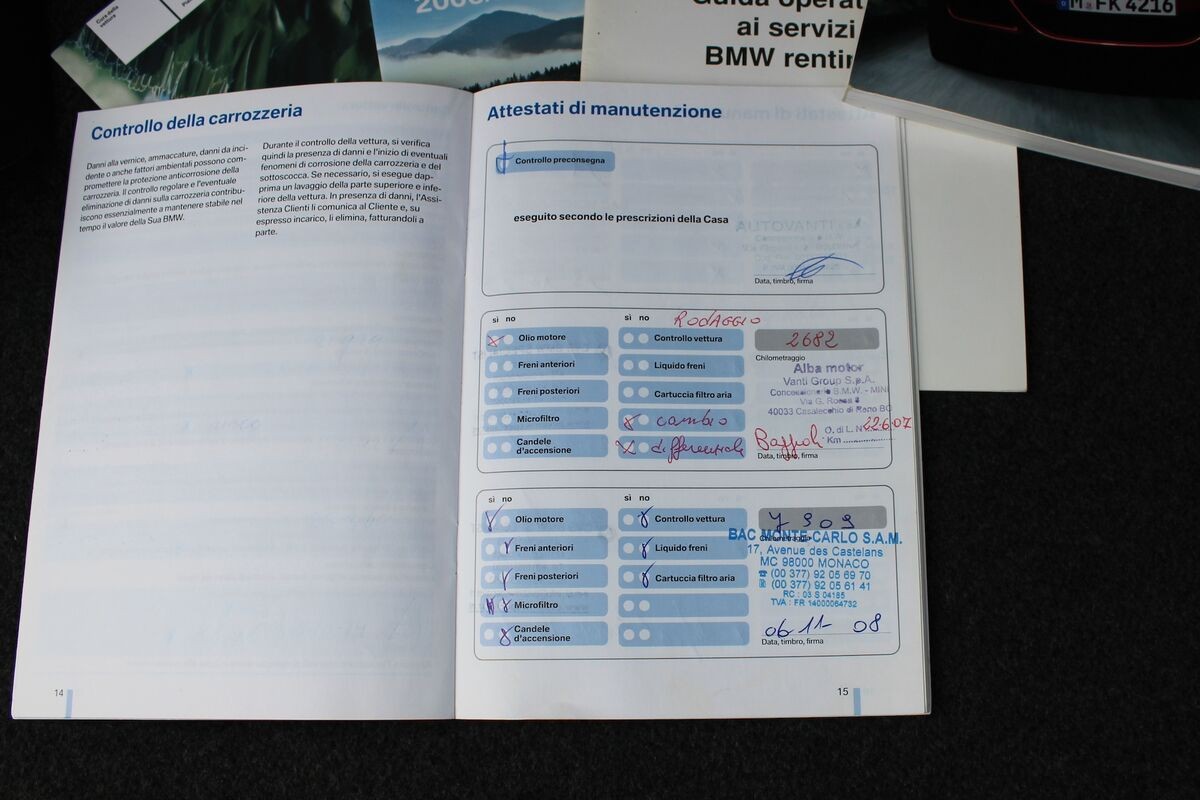 Cura della
vettura
2006
Guida operat
ai servizi
BMW rentin
FK 4216
Controllo della carrozzeria
Danni alla vernice, ammaccature, danni da inci-
dente o anche fattori ambientali possono com-
promettere la protezione anticorrosione della
carrozzeria. Il controllo regolare e l'eventuale
eliminazione di danni sulla carrozzeria contribu-
iscono essenzialmente a mantenere stabile nel
tempo il valore della Sua BMW.
Durante il controllo della vettura, si verifica
quindi la presenza di danni e l'inizio di eventuali
fenomeni di corrosione della carrozzeria e del
sottoscocca. Se necessario, si esegue dap-
prima un lavaggio della parte superiore e infe-
riore della vettura. In presenza di danni, l'Assi-
stenza Clienti li comunica al Cliente e, su
espresso incarico, li elimina, fatturandoli a
parte.
14
Attestati di manutenzione
Controllo preconsegna
eseguito secondo le prescrizioni della Casa
Data, timbro, firma
sì no
Olio motore
Freni anteriori
Freni posteriori
Microfiltro
Candele
d'accensione
sì no RODAGGIO
Controllo vettura
Liquido freni
Cartuccia filtro aria
cambio
differenziale
2682
Chilometraggio
Alba motor
Vanti Group S.p.A.
Concessionario B.M.W. - MINI
Via G. Rossa
40033 Casalecchio di Reno BO
O. di L. N. 22.6.07
Km
Data, timbro, firma
sì no
Olio motore
Freni anteriori
Freni posteriori
Microfiltro
Candele
d'accensione
sì no
Controllo vettura
Liquido freni
Cartuccia filtro aria
7909
Chilometraggio
BAC MONTE-CARLO S.A.M.
17, Avenue des Castelans
MC 98000 MONACO
☎ (00 377) 92 05 69 70
(00 377) 92 05 61 41
RC : 03 S 04185
TVA : FR 14000064732
06 11 08
Data, timbro, firma
15